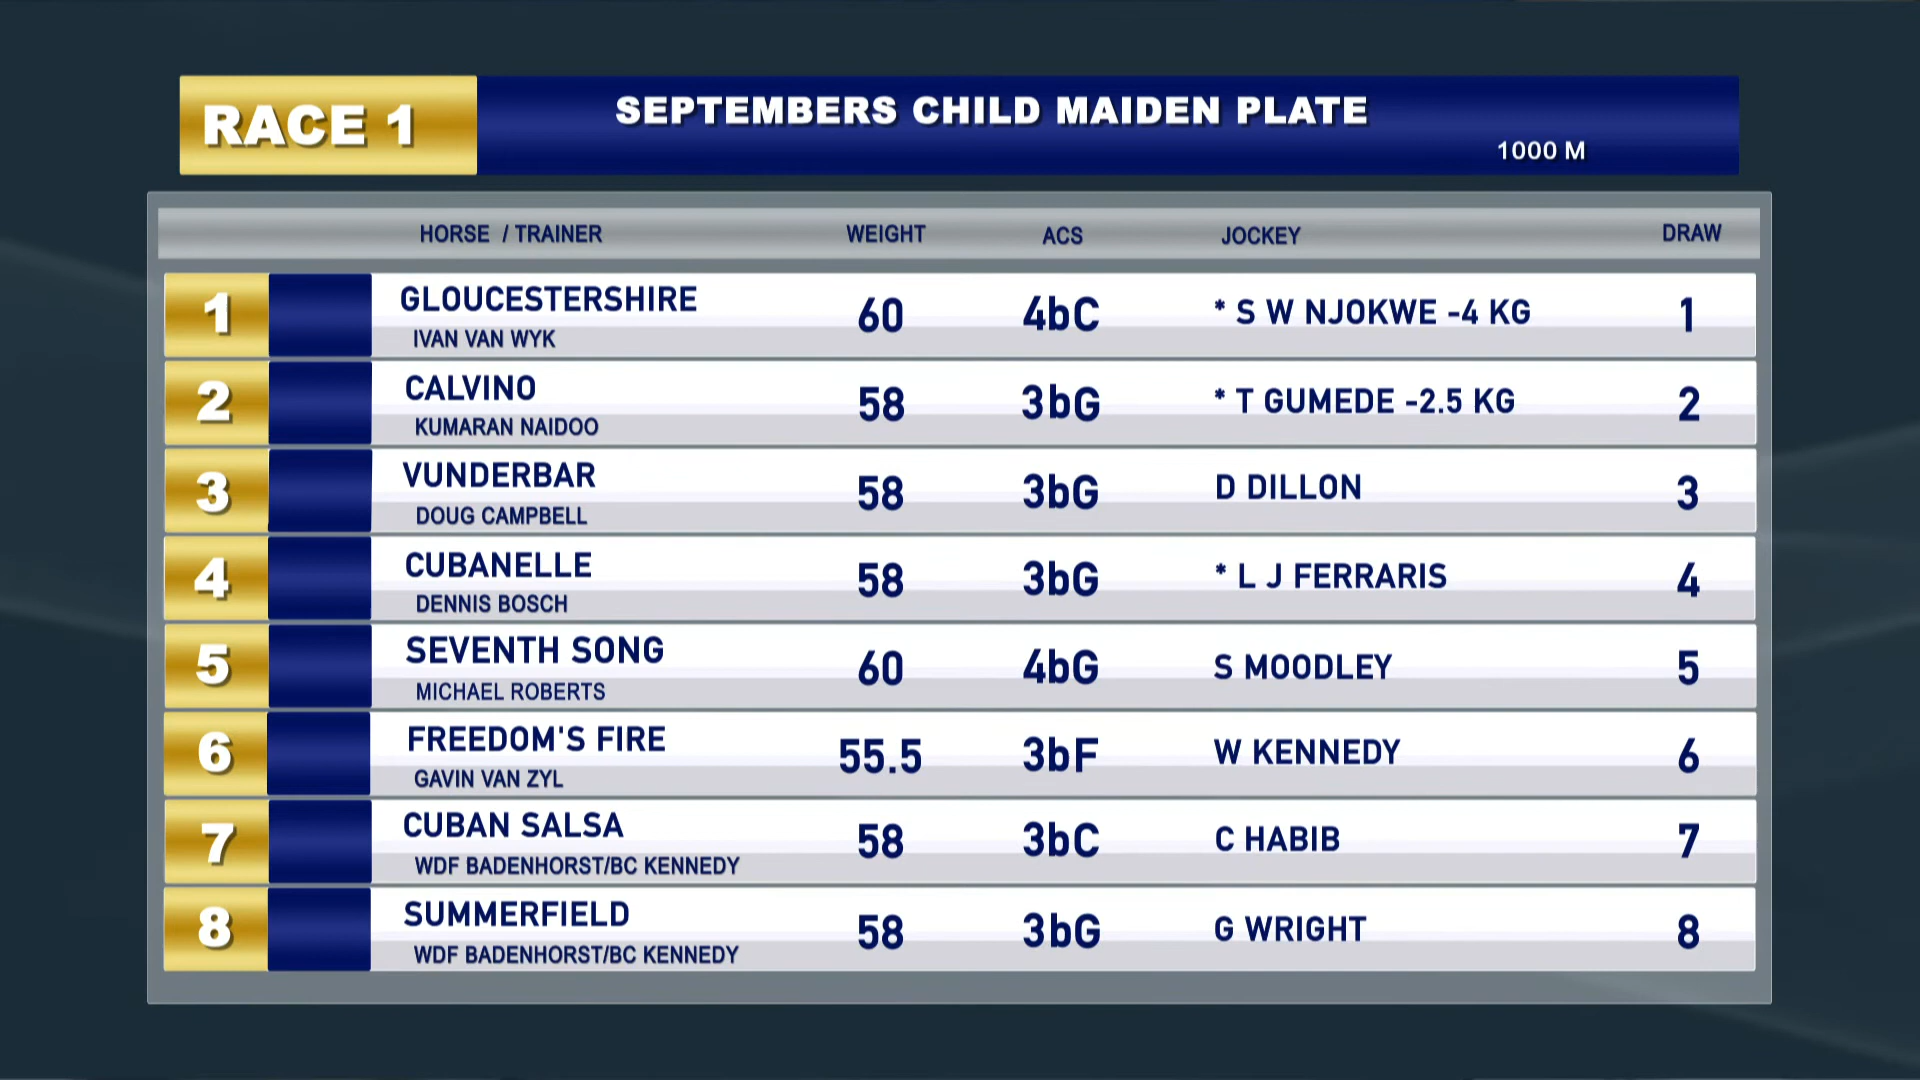 RACE 1
SEPTEMBERS CHILD MAIDEN PLATE
1000 M
HORSE / TRAINER WEIGHT ACS JOCKEY DRAW
1 GLOUCESTERSHIRE 60 4bC * S W NJOKWE -4 KG 1
IVAN VAN WYK
2 CALVINO 58 3bG * T GUMEDE -2.5 KG 2
KUMARAN NAIDOO
3 VUNDERBAR 58 3bG D DILLON 3
DOUG CAMPBELL
4 CUBANELLE 58 3bG * L J FERRARIS 4
DENNIS BOSCH
5 SEVENTH SONG 60 4bG S MOODLEY 5
MICHAEL ROBERTS
6 FREEDOM'S FIRE 55.5 3bF W KENNEDY 6
GAVIN VAN ZYL
7 CUBAN SALSA 58 3bC C HABIB 7
WDF BADENHORST/BC KENNEDY
8 SUMMERFIELD 58 3bG G WRIGHT 8
WDF BADENHORST/BC KENNEDY